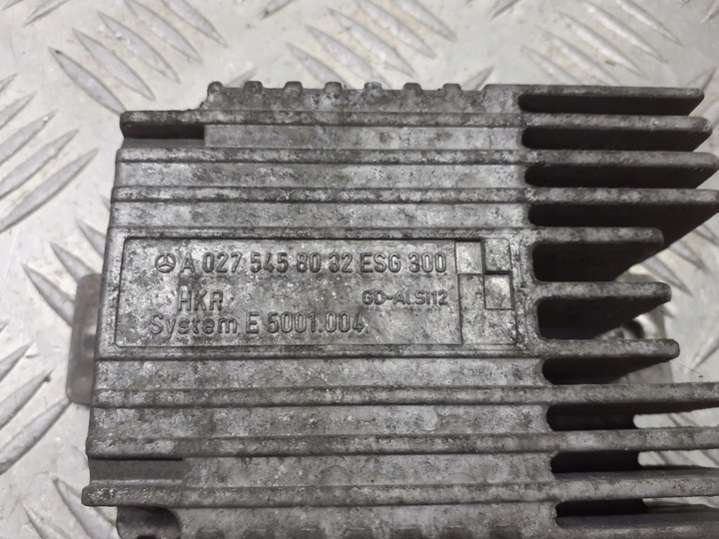 A 027 545 80 32 ESG 300
HKR GD-ALSI12
System E 5001.004